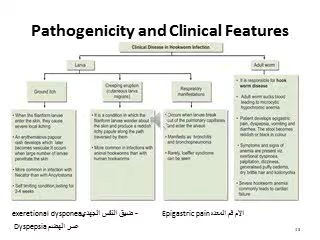 Pathogenicity and Clinical Features
Clinical Disease in Hookworm Infection
Larva
Adult worm
Ground itch
Creeping eruption
(cutaneous larva
migrans)
Respiratory
manifestations
• When the filariform larvae
enter the skin, they cause
severe local itching
• An erythematous papular
rash develops which later
becomes vesicular. It occurs
when large number of larvae
penetrate the skin
• More common in infection with
Necator than with Ancylostoma
• Self limiting condition, lasting for
2-4 weeks
• It is a condition in which the
filariform larvae wander about
the skin and produce a reddish
itchy papule along the path
traversed by them
• More common in infections with
animal hookworms than with
human hookworms
• Occurs when larvae break
out of the pulmonary capillaries
and enter the alveoli
• Manifests as bronchitis
and bronchopneumonia
• Rarely, loeffler syndrome
can be seen
• It is responsible for hook
worm disease
• Adult worm sucks blood
leading to microcytic
hypochromic anemia
• Patient develops epigastric
pain, dyspepsia, vomiting and
diarrhea. The stool becomes
reddish or black in colour
• Symptoms and signs of
anemia are present viz,
exertional dyspnoea,
palpitation, dizziness,
generalised puffy oedema,
dry brittle hair and koilonychia
• Severe hookworm anemia
commonly leads to cardiac
failure
exeretional dysponea ضيق النفس الجهيدي -
Epigastric pain الام فم المعده
Dyspepsia عسر الهضم